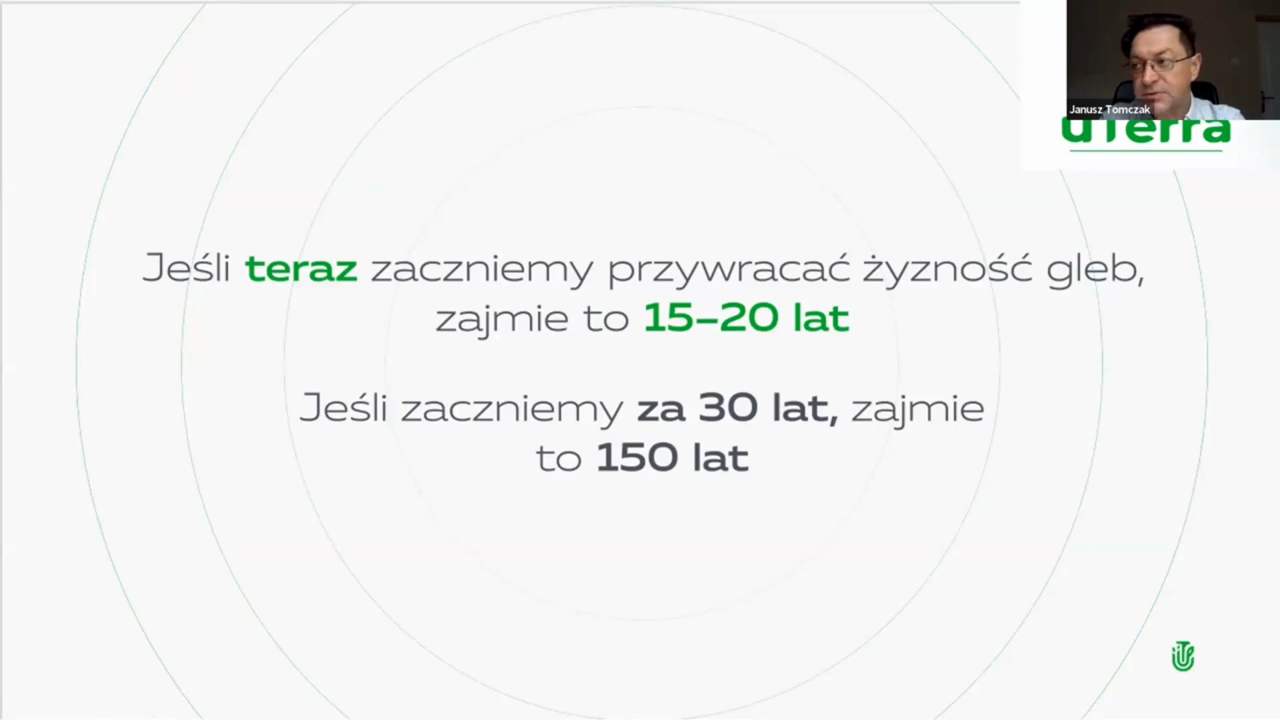 Janusz Tomczak
uTerra
Jeśli teraz zaczniemy przywracać żyzność gleb,
zajmie to 15–20 lat
Jeśli zaczniemy za 30 lat, zajmie
to 150 lat